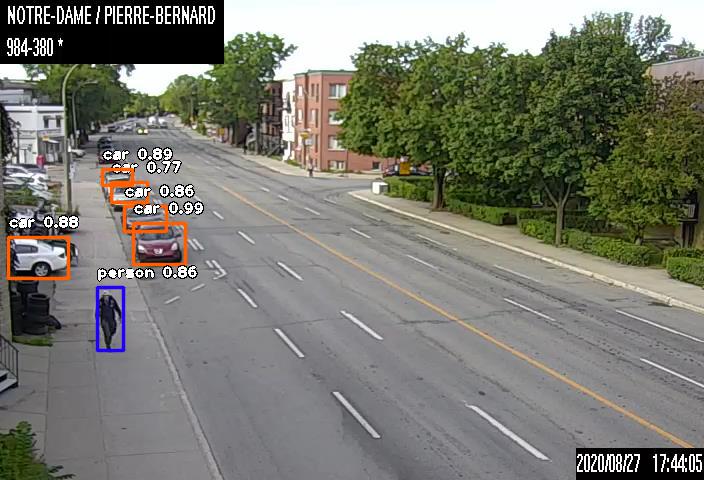 NOTRE-DAME / PIERRE-BERNARD
984-380 *
car 0.89
car 0.77
car 0.86
car 0.99
car 0.88
person 0.86
2020/08/27 17:44:05